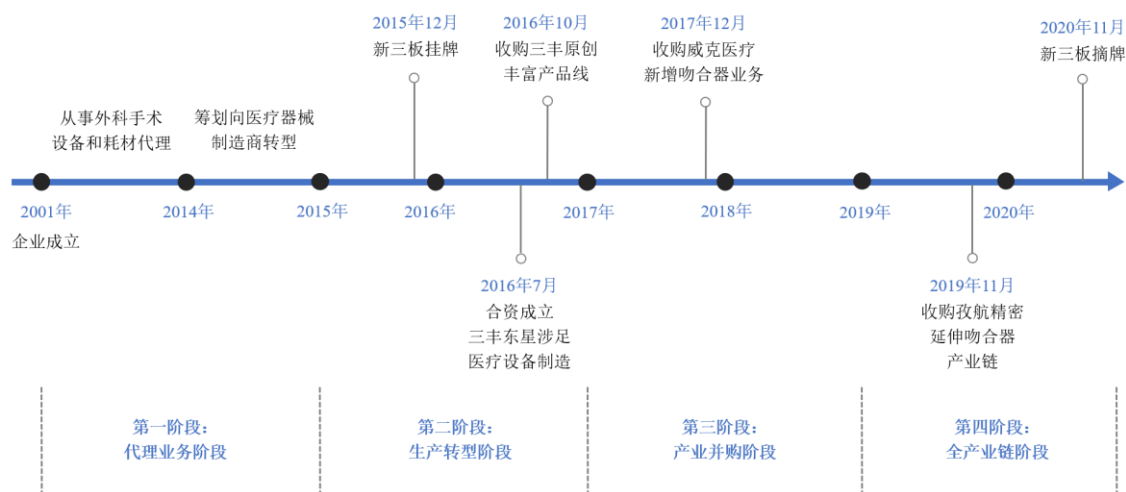 2015年12月
新三板挂牌
2016年10月
收购三丰原创
丰富产品线
2017年12月
收购威克医疗
新增吻合器业务
2020年11月
新三板摘牌
从事外科手术
设备和耗材代理
筹划向医疗器械
制造商转型
2001年
2014年
2015年
2016年
2017年
2018年
2019年
2020年
企业成立
2016年7月
合资成立
三丰东星涉足
医疗设备制造
2019年11月
收购孜航精密
延伸吻合器
产业链
第一阶段：
代理业务阶段
第二阶段：
生产转型阶段
第三阶段：
产业并购阶段
第四阶段：
全产业链阶段